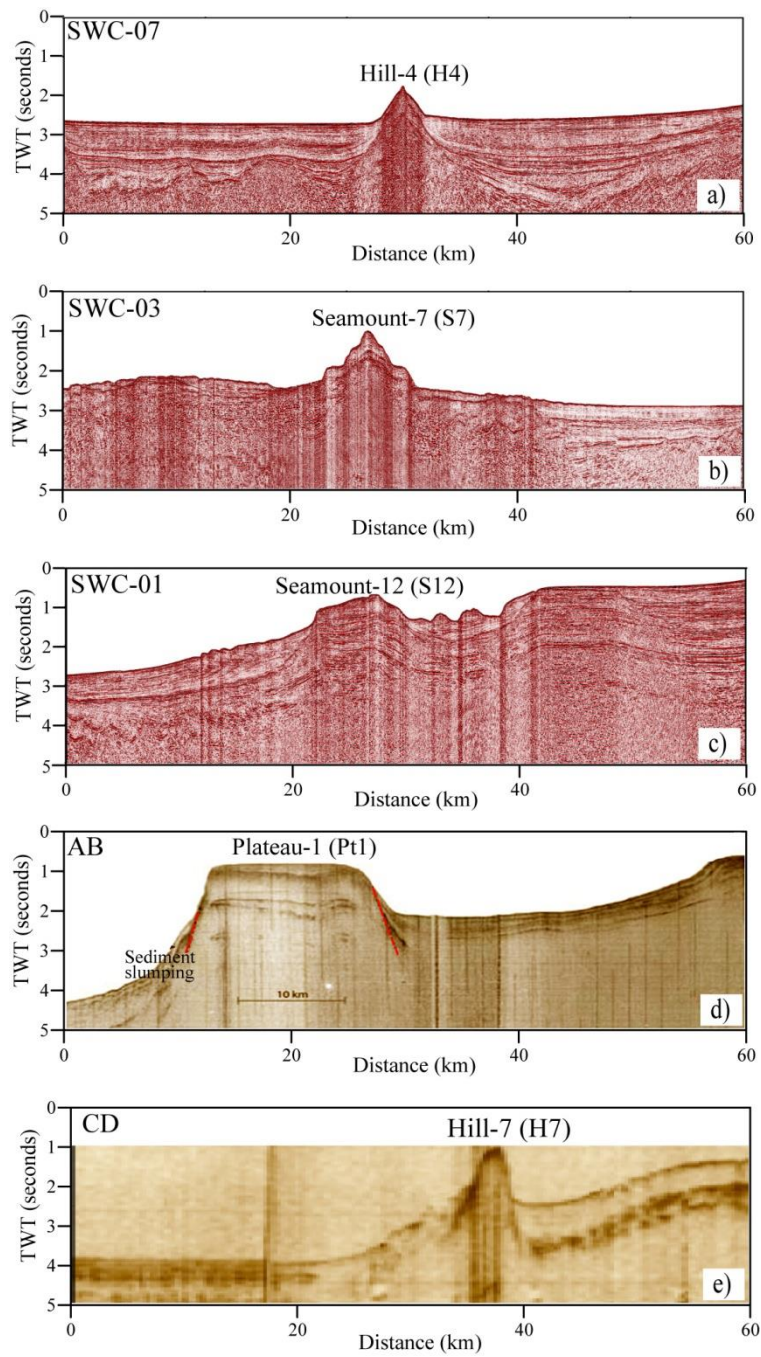 SWC-07
Hill-4 (H4)
TWT (seconds)
0
1
2
3
4
5
a)
0 20 40 60
Distance (km)
SWC-03
Seamount-7 (S7)
TWT (seconds)
0
1
2
3
4
5
b)
0 20 40 60
Distance (km)
SWC-01
Seamount-12 (S12)
TWT (seconds)
0
1
2
3
4
5
c)
0 20 40 60
Distance (km)
AB
Plateau-1 (Pt1)
TWT (seconds)
0
1
2
3
4
5
Sediment
slumping
10 km
d)
0 20 40 60
Distance (km)
CD
Hill-7 (H7)
TWT (seconds)
0
1
2
3
4
5
e)
0 20 40 60
Distance (km)